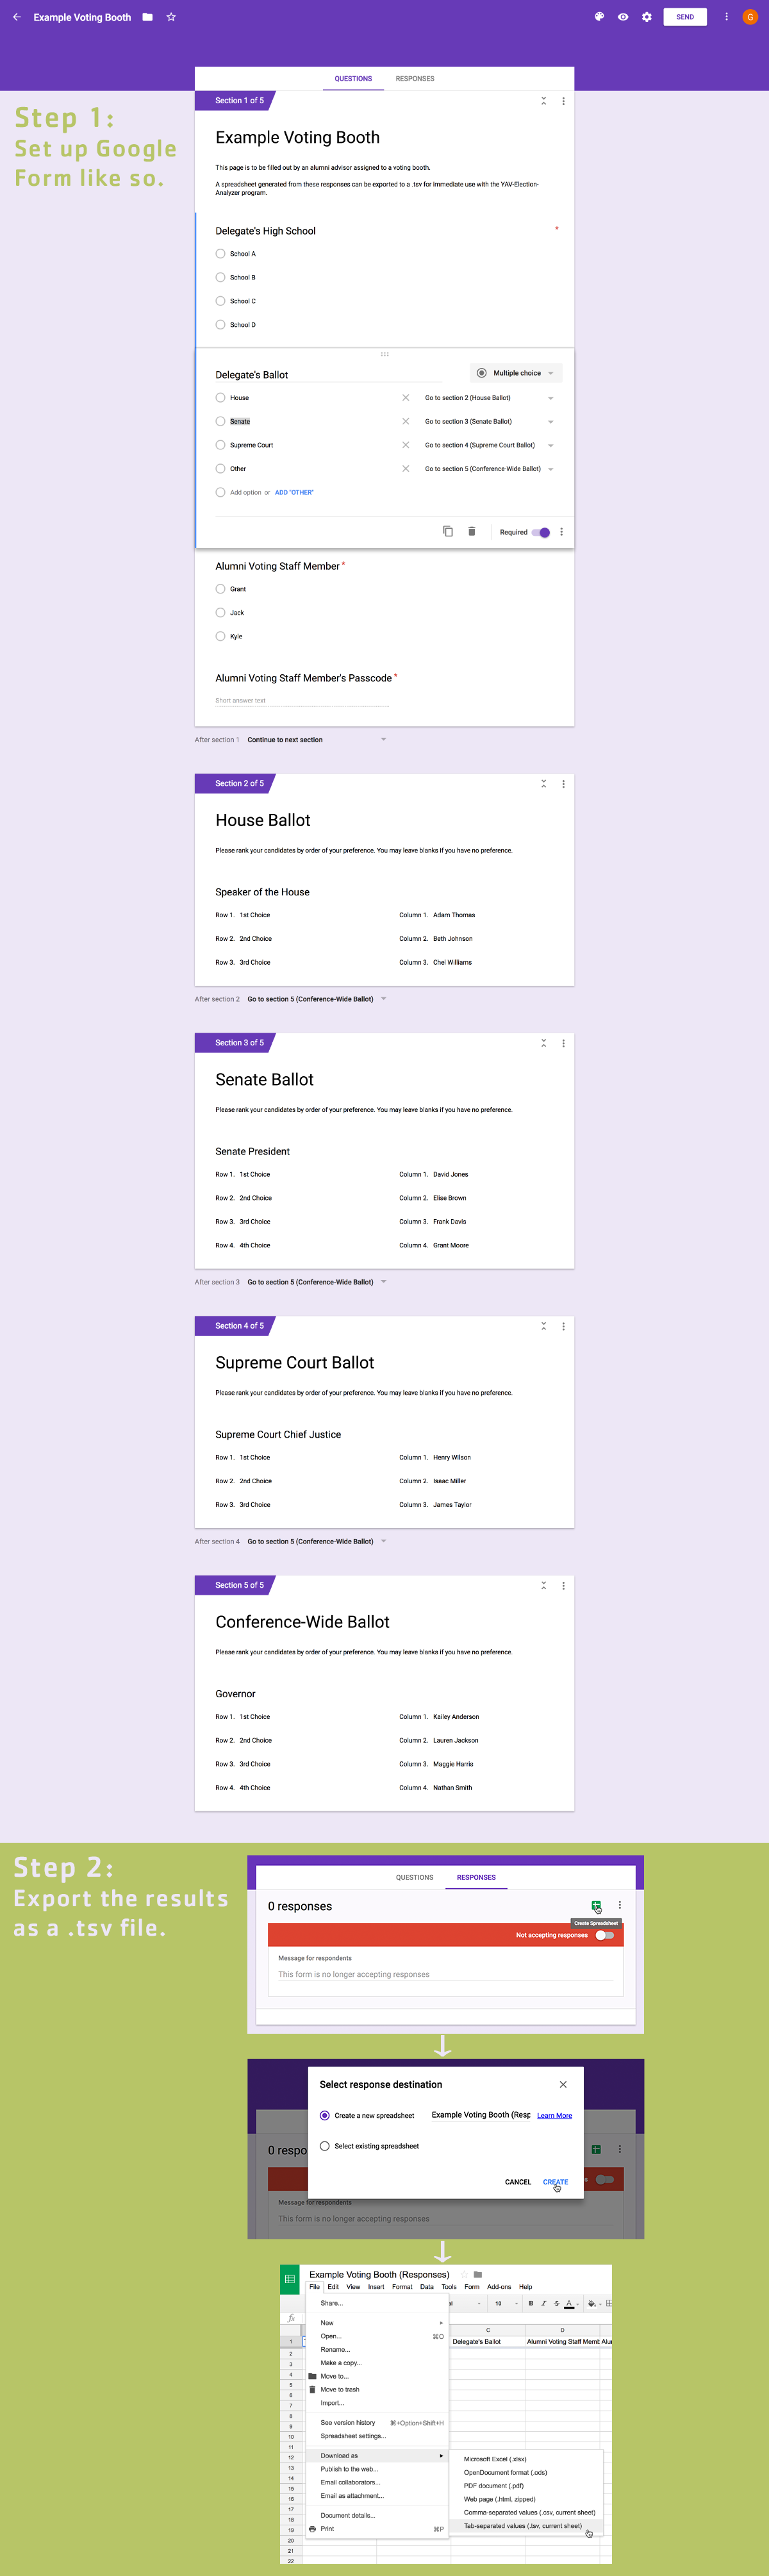 Example Voting Booth
SEND
G
QUESTIONS RESPONSES
Step 1:
Set up Google
Form like so.
Section 1 of 5
Example Voting Booth
This page is to be filled out by an alumni advisor assigned to a voting booth.
A spreadsheet generated from these responses can be exported to a .tsv for immediate use with the YAV-Election-
Analyzer program.
Delegate's High School *
School A
School B
School C
School D
Delegate's Ballot Multiple choice
House Go to section 2 (House Ballot)
Senate Go to section 3 (Senate Ballot)
Supreme Court Go to section 4 (Supreme Court Ballot)
Other Go to section 5 (Conference-Wide Ballot)
Add option or ADD "OTHER"
Required
Alumni Voting Staff Member *
Grant
Jack
Kyle
Alumni Voting Staff Member's Passcode *
Short answer text
After section 1 Continue to next section
Section 2 of 5
House Ballot
Please rank your candidates by order of your preference. You may leave blanks if you have no preference.
Speaker of the House
Row 1. 1st Choice Column 1. Adam Thomas
Row 2. 2nd Choice Column 2. Beth Johnson
Row 3. 3rd Choice Column 3. Chel Williams
After section 2 Go to section 5 (Conference-Wide Ballot)
Section 3 of 5
Senate Ballot
Please rank your candidates by order of your preference. You may leave blanks if you have no preference.
Senate President
Row 1. 1st Choice Column 1. David Jones
Row 2. 2nd Choice Column 2. Elise Brown
Row 3. 3rd Choice Column 3. Frank Davis
Row 4. 4th Choice Column 4. Grant Moore
After section 3 Go to section 5 (Conference-Wide Ballot)
Section 4 of 5
Supreme Court Ballot
Please rank your candidates by order of your preference. You may leave blanks if you have no preference.
Supreme Court Chief Justice
Row 1. 1st Choice Column 1. Henry Wilson
Row 2. 2nd Choice Column 2. Isaac Miller
Row 3. 3rd Choice Column 3. James Taylor
After section 4 Go to section 5 (Conference-Wide Ballot)
Section 5 of 5
Conference-Wide Ballot
Please rank your candidates by order of your preference. You may leave blanks if you have no preference.
Governor
Row 1. 1st Choice Column 1. Kailey Anderson
Row 2. 2nd Choice Column 2. Lauren Jackson
Row 3. 3rd Choice Column 3. Maggie Harris
Row 4. 4th Choice Column 4. Nathan Smith
Step 2:
Export the results
as a .tsv file.
QUESTIONS RESPONSES
0 responses
Create Spreadsheet
Not accepting responses
Message for respondents
This form is no longer accepting responses
Select response destination
Create a new spreadsheet Example Voting Booth (Resp Learn More
Select existing spreadsheet
0 respo
CANCEL CREATE
Message for respondents
This form is no longer accepting responses
Example Voting Booth (Responses)
File Edit View Insert Format Data Tools Form Add-ons Help
Share... 10 B I S A
fx
New C D
Open... ⌘O
1 Delegate's Ballot Alumni Voting Staff Memb Alu
Rename... 2
Make a copy... 3
Move to... 4
Move to trash 5
Import... 6
7
See version history ⌘+Option+Shift+H 8
9
Spreadsheet settings... 10
11
Download as 12
Microsoft Excel (.xlsx)
Publish to the web... 13
OpenDocument format (.ods)
Email collaborators... 14
PDF document (.pdf)
Email as attachment... 15
Web page (.html, zipped)
16
Document details... 17
Comma-separated values (.csv, current sheet)
18
Print ⌘P 19
Tab-separated values (.tsv, current sheet)
20
21
22